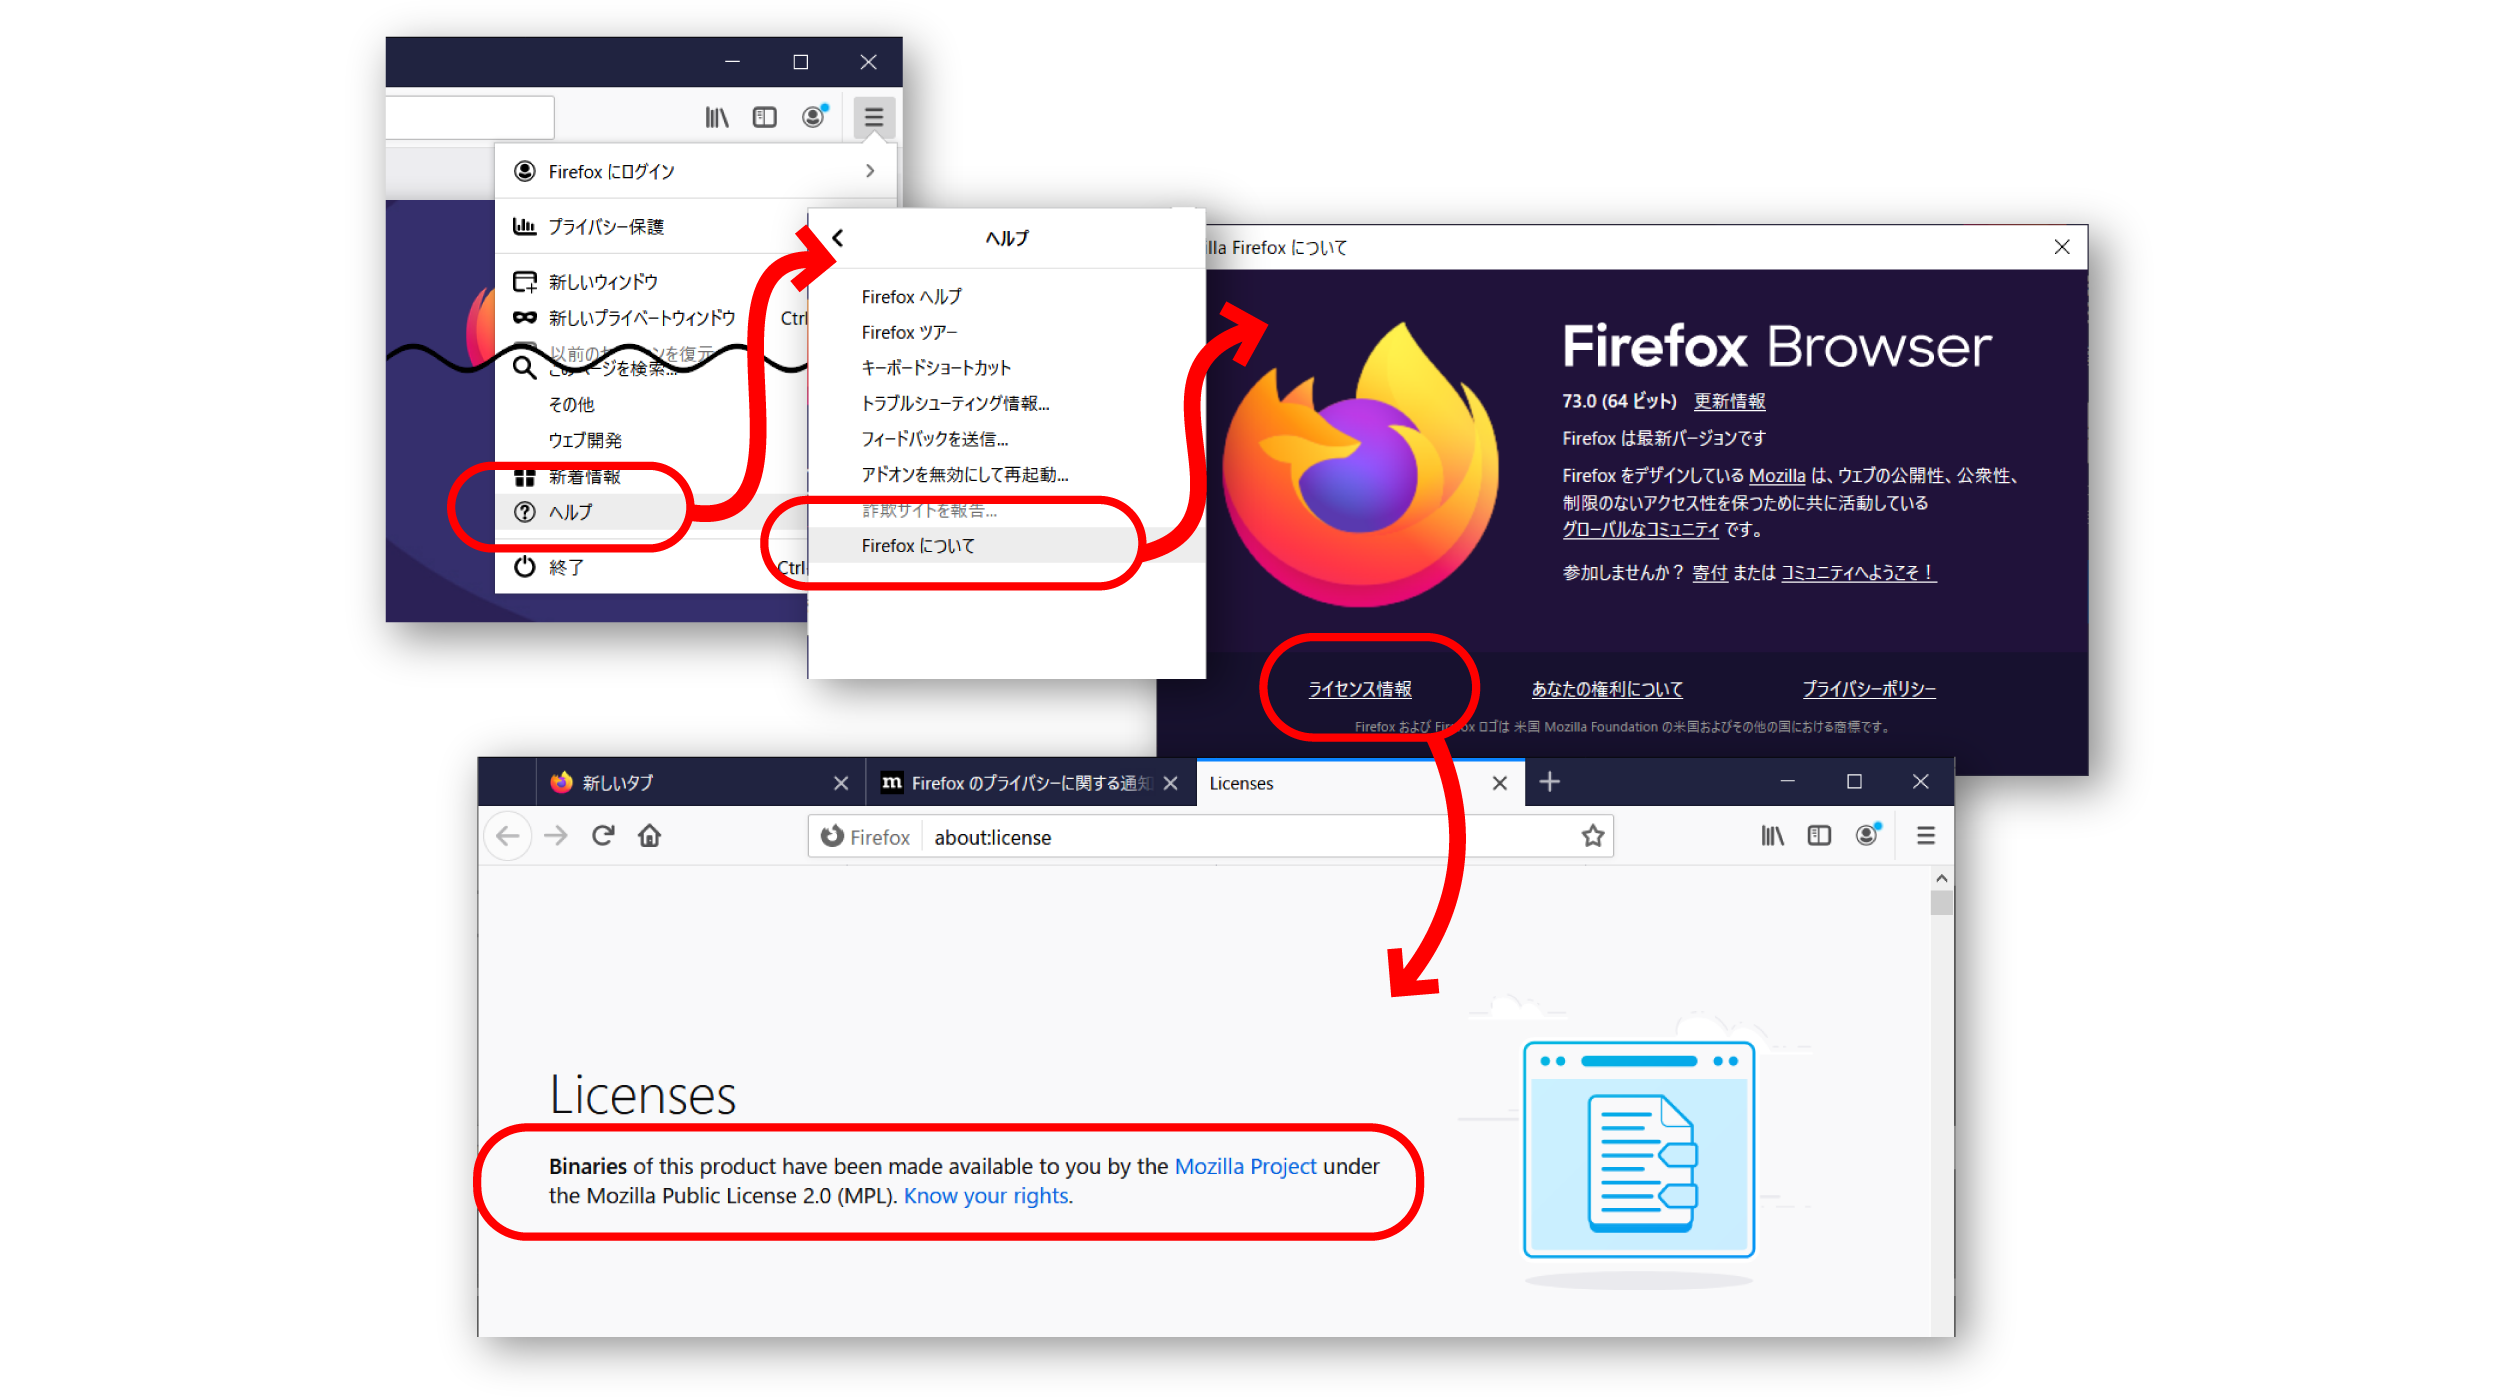 Firefox にログイン
プライバシー保護
新しいウィンドウ
新しいプライベートウィンドウ Ctrl
以前のセ ンを復元
このページを検索...
その他
ウェブ開発
新着情報
ヘルプ
終了 Ctrl
ヘルプ
Firefox ヘルプ
Firefox ツアー
キーボードショートカット
トラブルシューティング情報...
フィードバックを送信...
アドオンを無効にして再起動...
詐欺サイトを報告...
Firefox について
illa Firefox について
Firefox Browser
73.0 (64 ビット) 更新情報
Firefox は最新バージョンです
Firefox をデザインしている Mozilla は、ウェブの公開性、公衆性、
制限のないアクセス性を保つために共に活動している
グローバルなコミュニティ です。
参加しませんか? 寄付 または コミュニティへようこそ!
ライセンス情報 あなたの権利について プライバシーポリシー
Firefox および Firefox ロゴは 米国 Mozilla Foundation の米国およびその他の国における商標です。
新しいタブ Firefox のプライバシーに関する通知 Licenses
Firefox about:license
Licenses
Binaries of this product have been made available to you by the Mozilla Project under
the Mozilla Public License 2.0 (MPL). Know your rights.